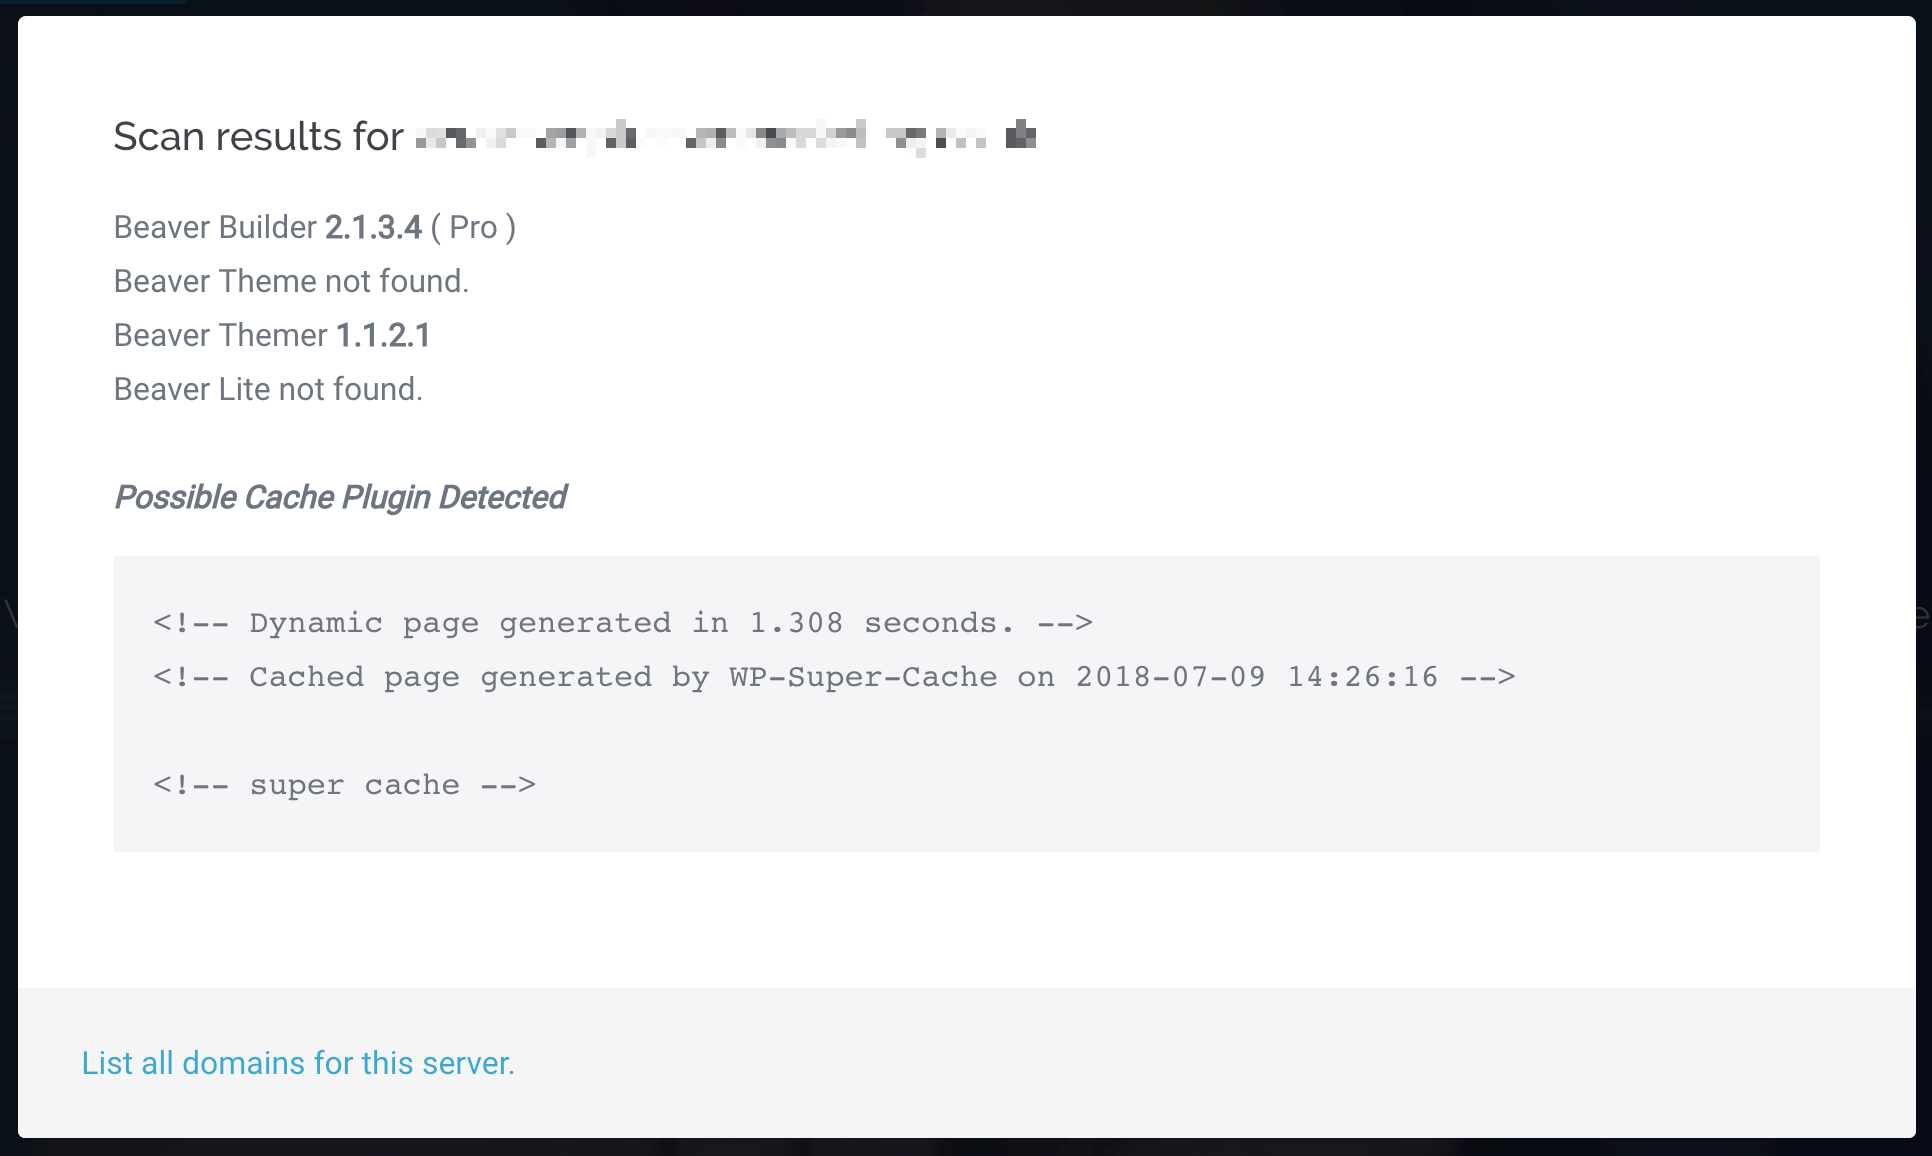 Scan results for
Beaver Builder 2.1.3.4 ( Pro )
Beaver Theme not found.
Beaver Themer 1.1.2.1
Beaver Lite not found.
Possible Cache Plugin Detected
<!-- Dynamic page generated in 1.308 seconds. -->
<!-- Cached page generated by WP-Super-Cache on 2018-07-09 14:26:16 -->
<!-- super cache -->
List all domains for this server.